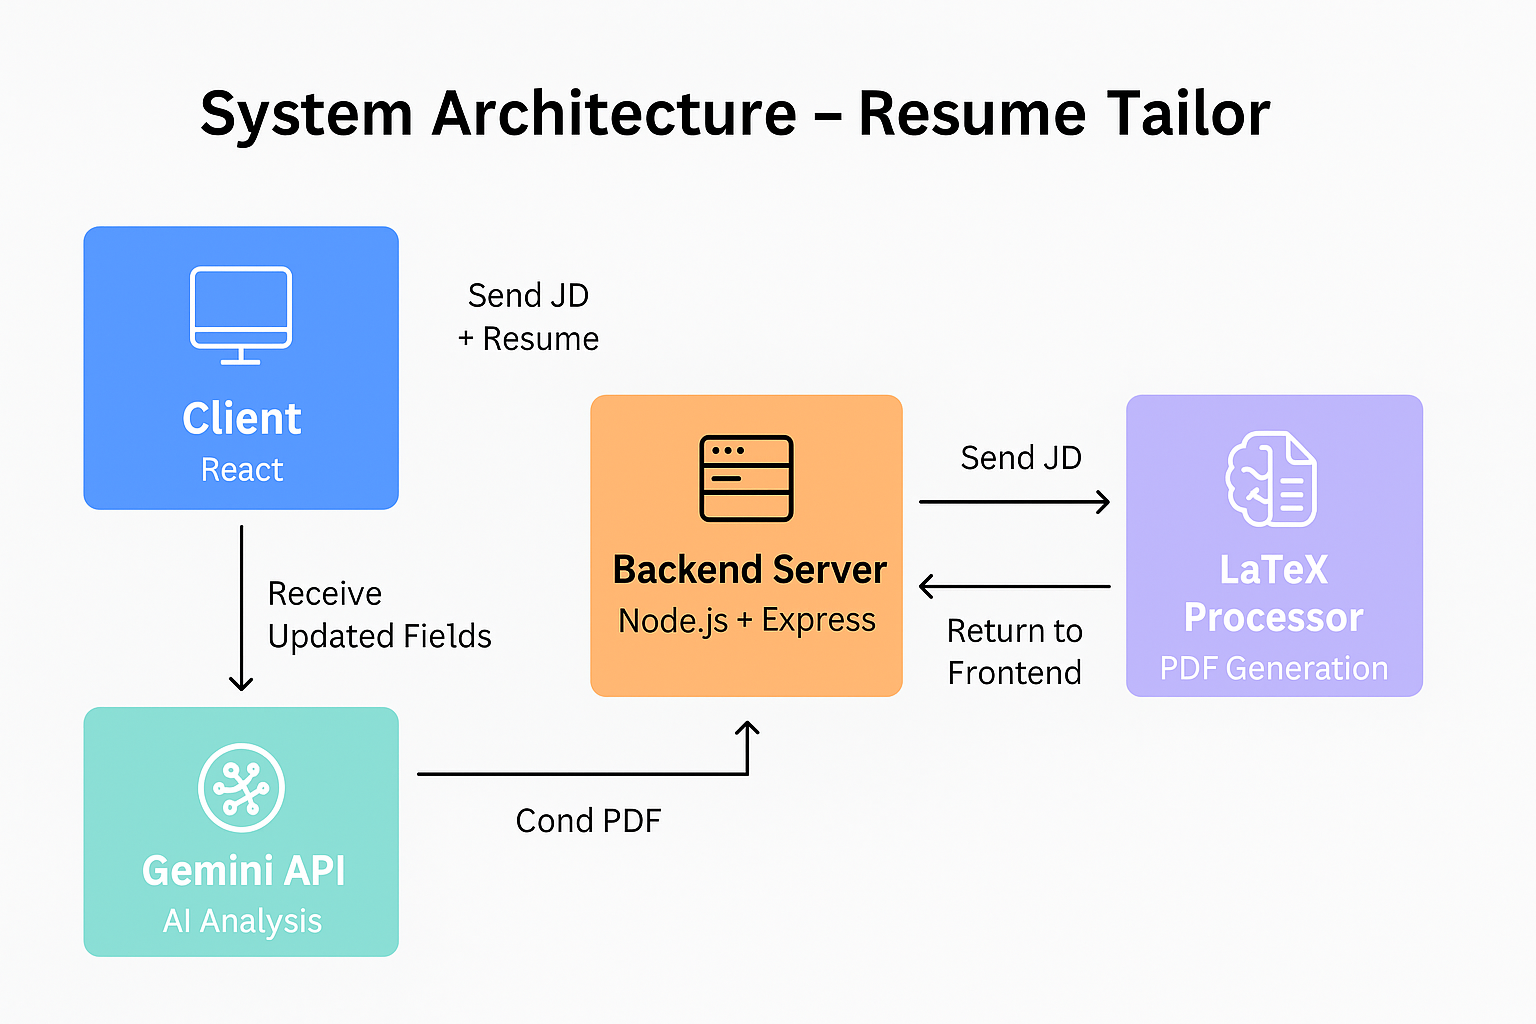 System Architecture – Resume Tailor
Client
React
Send JD
+ Resume
Receive
Updated Fields
Gemini API
AI Analysis
Cond PDF
Backend Server
Node.js + Express
Send JD
Return to
Frontend
LaTeX
Processor
PDF Generation